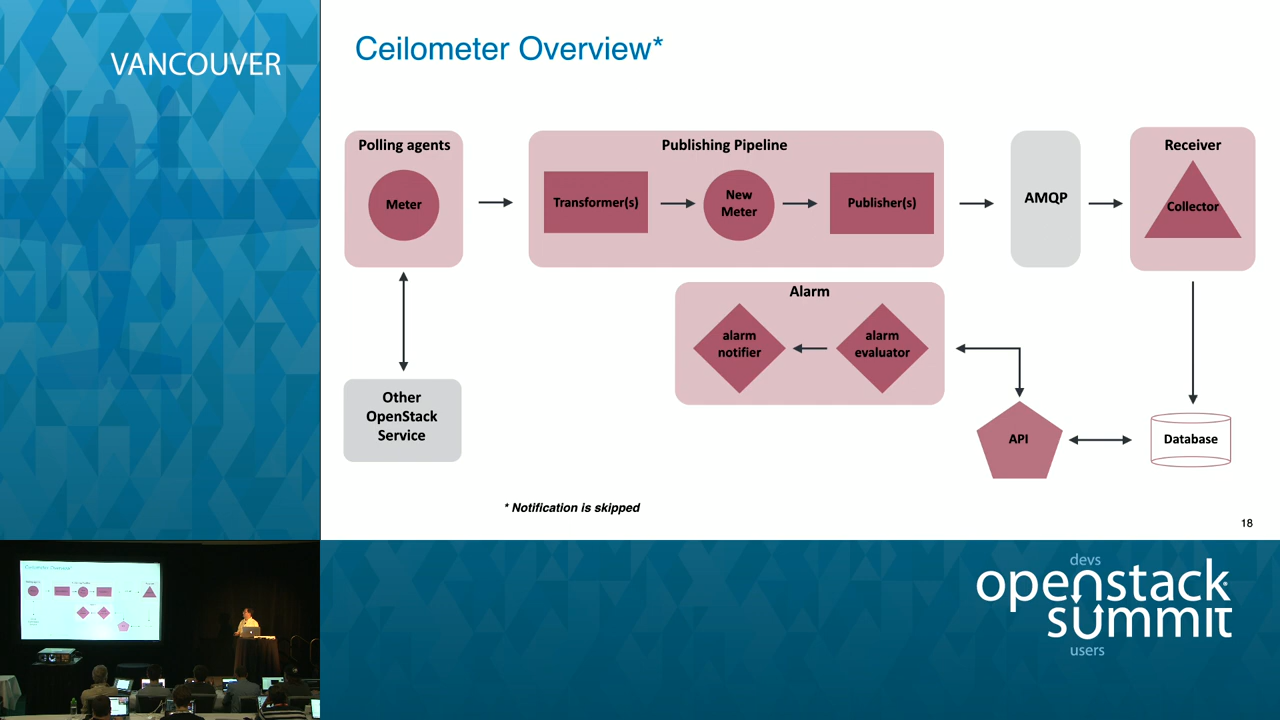 VANCOUVER
Ceilometer Overview*
Polling agents
Meter
Publishing Pipeline
Transformer(s)
New
Meter
Publisher(s)
AMQP
Receiver
Collector
Alarm
alarm
notifier
alarm
evaluator
Other
OpenStack
Service
API
Database
* Notification is skipped
18
devs
openstack
summit
users